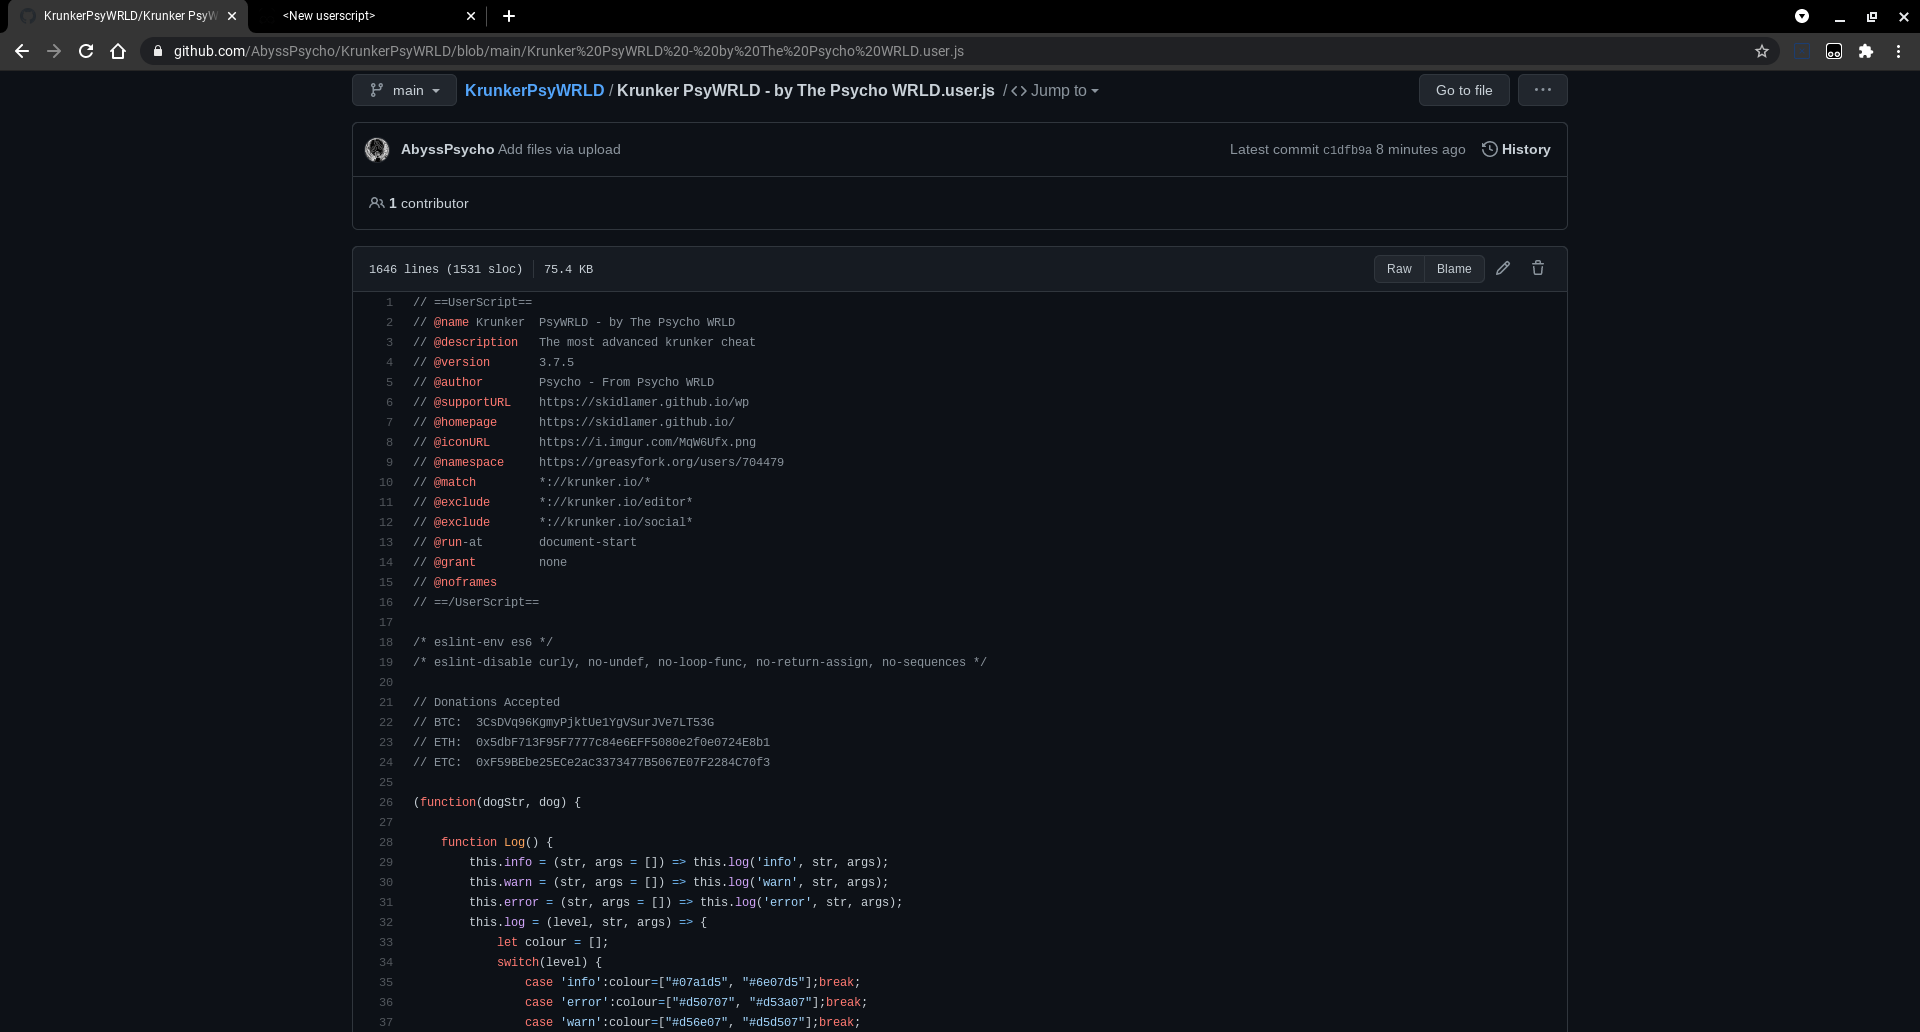 KrunkerPsyWRLD/Krunker PsyW
<New userscript>
github.com/AbyssPsycho/KrunkerPsyWRLD/blob/main/Krunker%20PsyWRLD%20-%20by%20The%20Psycho%20WRLD.user.js
main KrunkerPsyWRLD / Krunker PsyWRLD - by The Psycho WRLD.user.js / <> Jump to Go to file ...
AbyssPsycho Add files via upload Latest commit c1dfb9a 8 minutes ago History
1 contributor
1646 lines (1531 sloc) 75.4 KB Raw Blame
1 // ==UserScript==
2 // @name Krunker  PsyWRLD - by The Psycho WRLD
3 // @description   The most advanced krunker cheat
4 // @version       3.7.5
5 // @author        Psycho - From Psycho WRLD
6 // @supportURL    https://skidlamer.github.io/wp
7 // @homepage      https://skidlamer.github.io/
8 // @iconURL       https://i.imgur.com/MqW6Ufx.png
9 // @namespace     https://greasyfork.org/users/704479
10 // @match         *://krunker.io/*
11 // @exclude       *://krunker.io/editor*
12 // @exclude       *://krunker.io/social*
13 // @run-at        document-start
14 // @grant         none
15 // @noframes
16 // ==/UserScript==
17
18 /* eslint-env es6 */
19 /* eslint-disable curly, no-undef, no-loop-func, no-return-assign, no-sequences */
20
21 // Donations Accepted
22 // BTC:  3CsDVq96KgmyPjktUe1YgVSurJVe7LT53G
23 // ETH:  0x5dbF713F95F7777c84e6EFF5080e2f0e0724E8b1
24 // ETC:  0xF59BEbe25ECe2ac3373477B5067E07F2284C70f3
25
26 (function(dogStr, dog) {
27
28     function Log() {
29         this.info = (str, args = []) => this.log('info', str, args);
30         this.warn = (str, args = []) => this.log('warn', str, args);
31         this.error = (str, args = []) => this.log('error', str, args);
32         this.log = (level, str, args) => {
33             let colour = [];
34             switch(level) {
35                 case 'info':colour=["#07a1d5", "#6e07d5"];break;
36                 case 'error':colour=["#d50707", "#d53a07"];break;
37                 case 'warn':colour=["#d56e07", "#d5d507"];break;